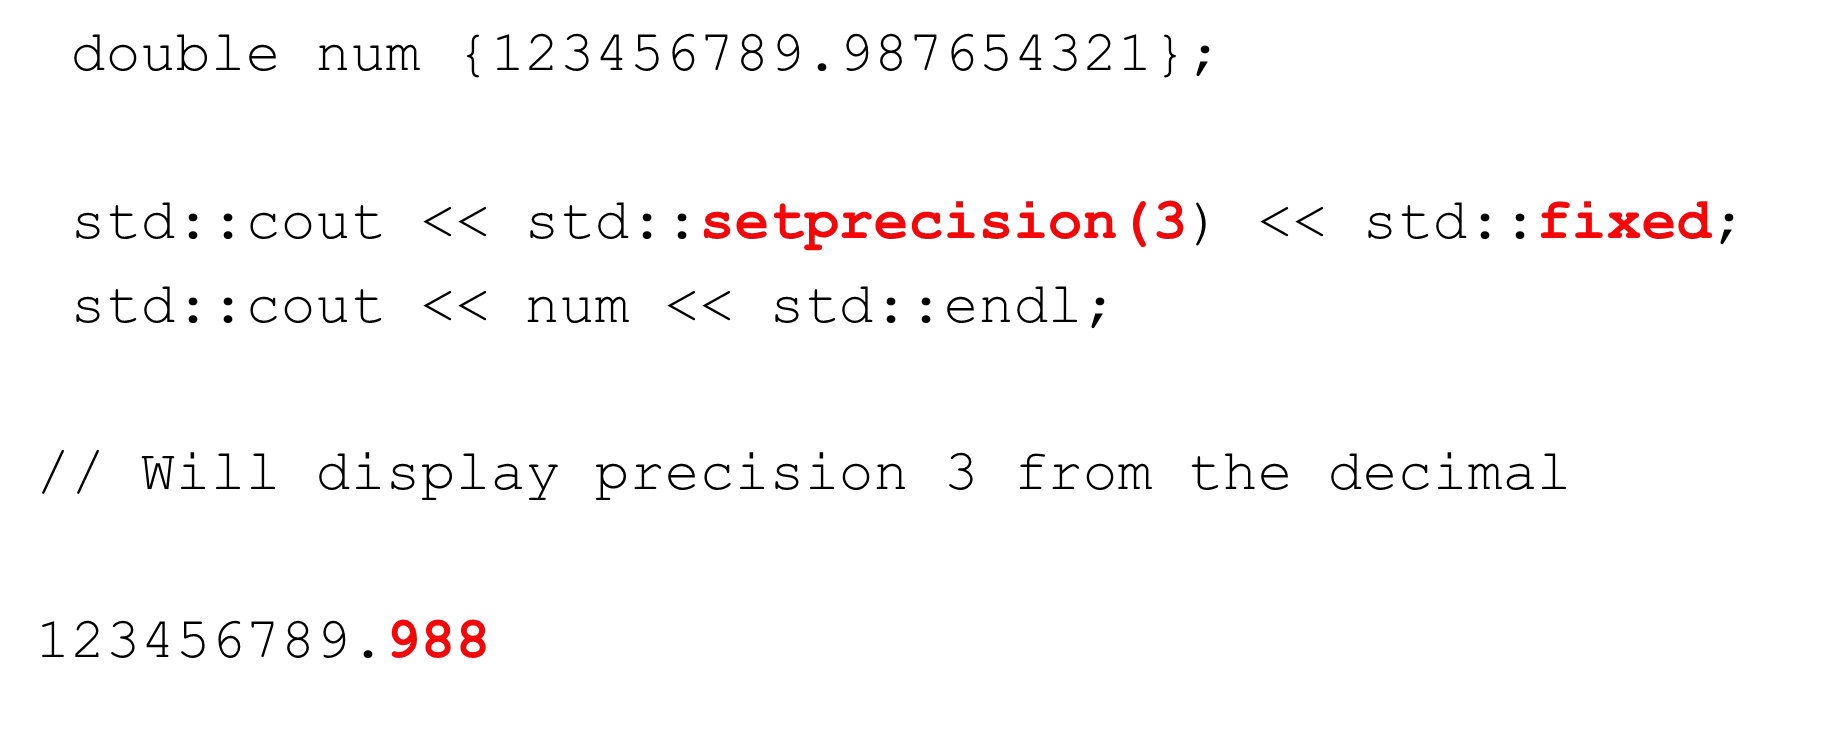 double num {123456789.987654321};
std::cout << std::setprecision(3) << std::fixed;
std::cout << num << std::endl;
// Will display precision 3 from the decimal
123456789.988